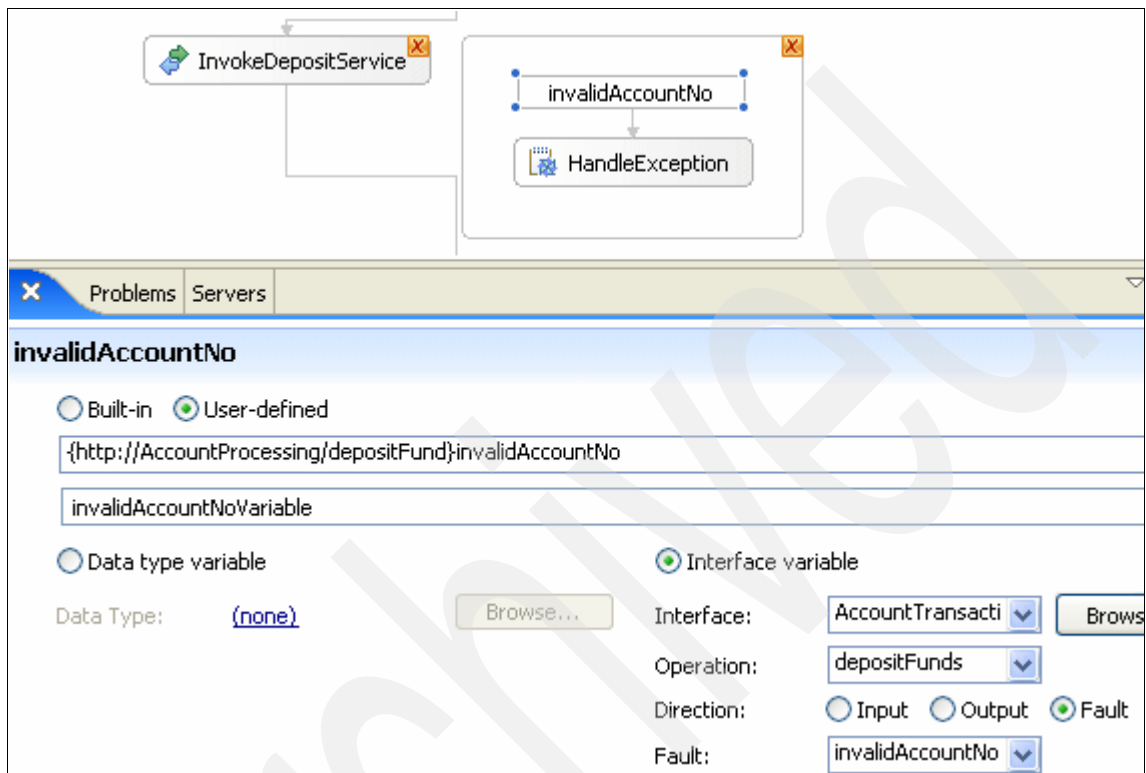 InvokeDepositService
invalidAccountNo
HandleException
Problems Servers
invalidAccountNo
Built-in User-defined
{http://AccountProcessing/depositFund}invalidAccountNo
invalidAccountNoVariable
Data type variable Interface variable
Data Type: (none) Browse... Interface: AccountTransacti Brows
Operation: depositFunds
Direction: Input Output Fault
Fault: invalidAccountNo